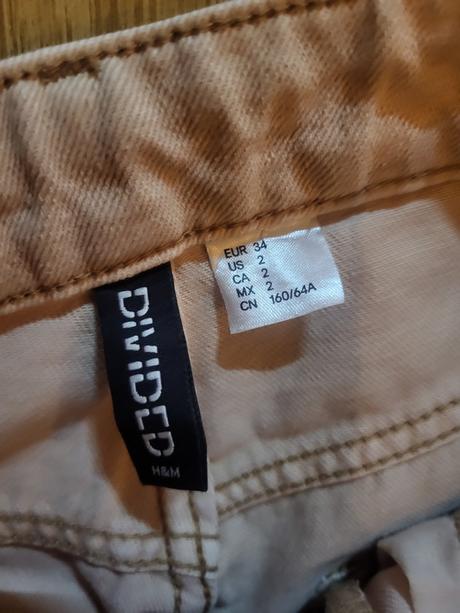 EUR 34
US 2
CA 2
MX 2
CN 160/64A
DIVIDED
H&M